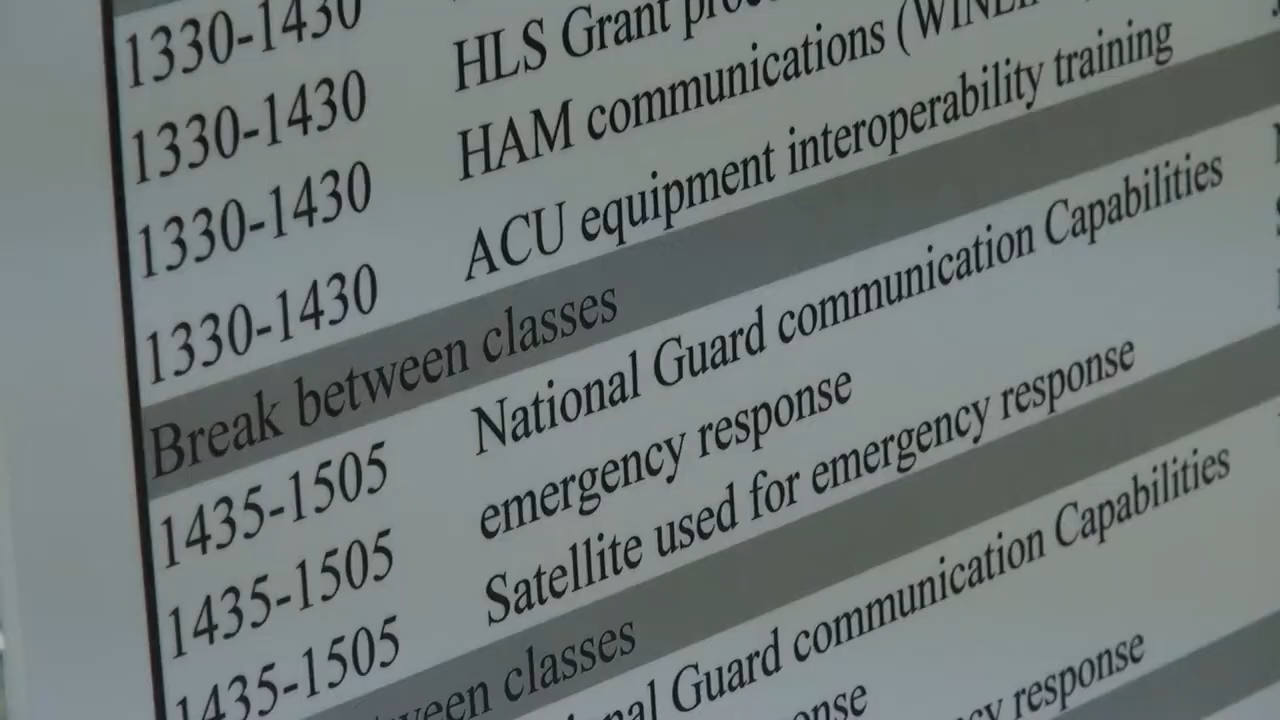 1330-1430
1330-1430 HLS Grant
1330-1430 HAM communications
1330-1430 ACU equipment interoperability training
Break between classes
1435-1505 National Guard communication Capabilities
1435-1505 emergency response
1435-1505 Satellite used for emergency response
classes
Guard communication Capabilities
response